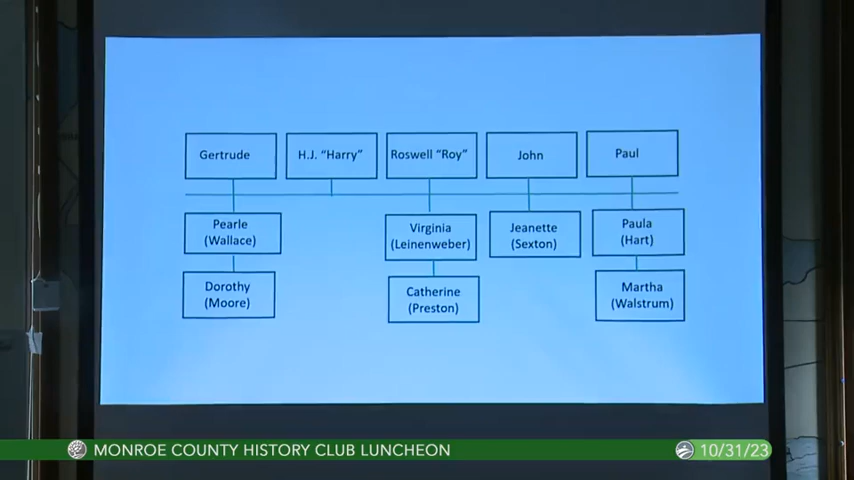 Gertrude
H.J. “Harry”
Roswell “Roy”
John
Paul
Pearle
(Wallace)
Virginia
(Leinenweber)
Jeanette
(Sexton)
Paula
(Hart)
Dorothy
(Moore)
Catherine
(Preston)
Martha
(Walstrum)
MONROE COUNTY HISTORY CLUB LUNCHEON
10/31/23